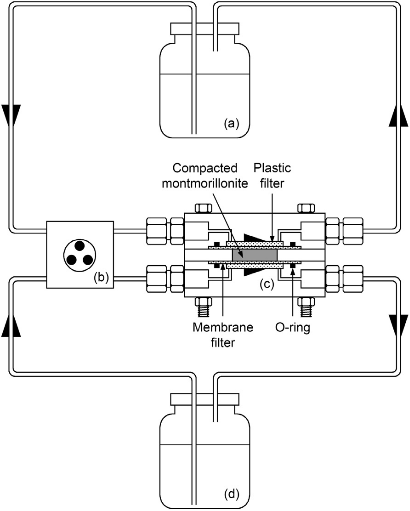 (a)
Compacted
montmorillonite
Plastic
filter
(b)
(c)
Membrane
filter
O-ring
(d)